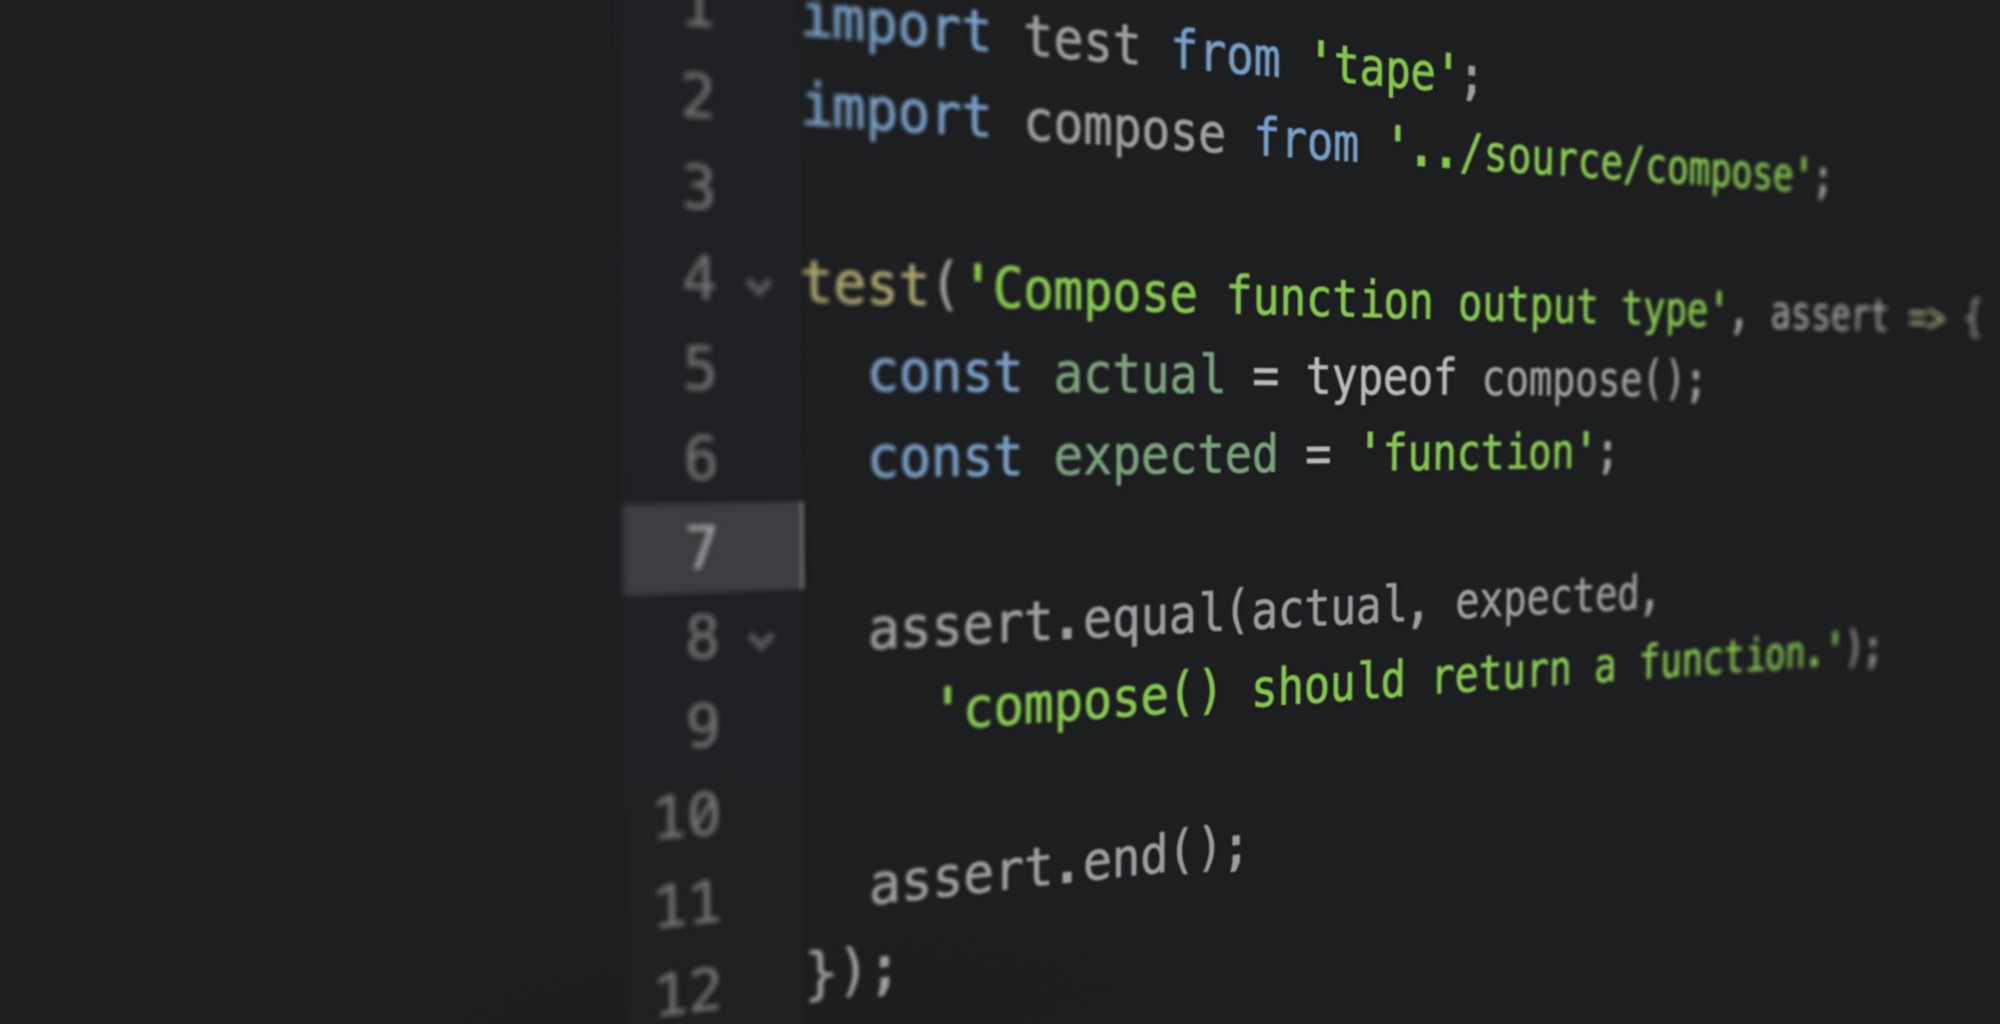 1 import test from 'tape';
2 import compose from '../source/compose';
3
4 test('Compose function output type', assert => {
5 const actual = typeof compose();
6 const expected = 'function';
7
8 assert.equal(actual, expected,
9 'compose() should return a function.');
10
11 assert.end();
12 });